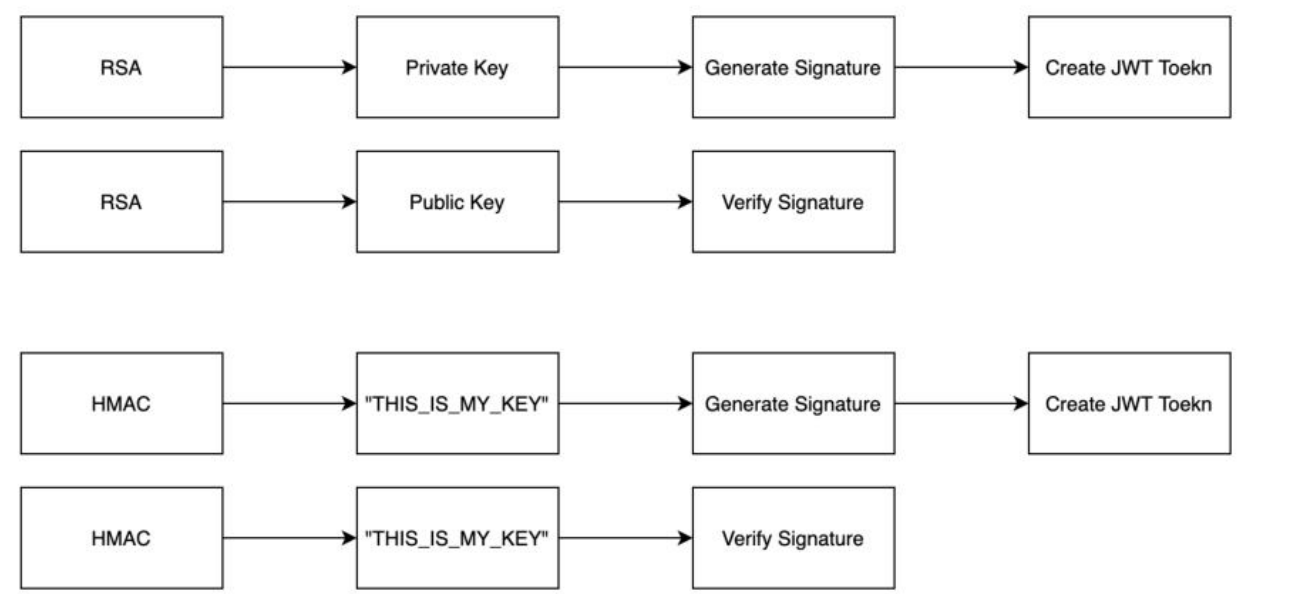 RSA
Private Key
Generate Signature
Create JWT Toekn
RSA
Public Key
Verify Signature
HMAC
"THIS_IS_MY_KEY"
Generate Signature
Create JWT Toekn
HMAC
"THIS_IS_MY_KEY"
Verify Signature